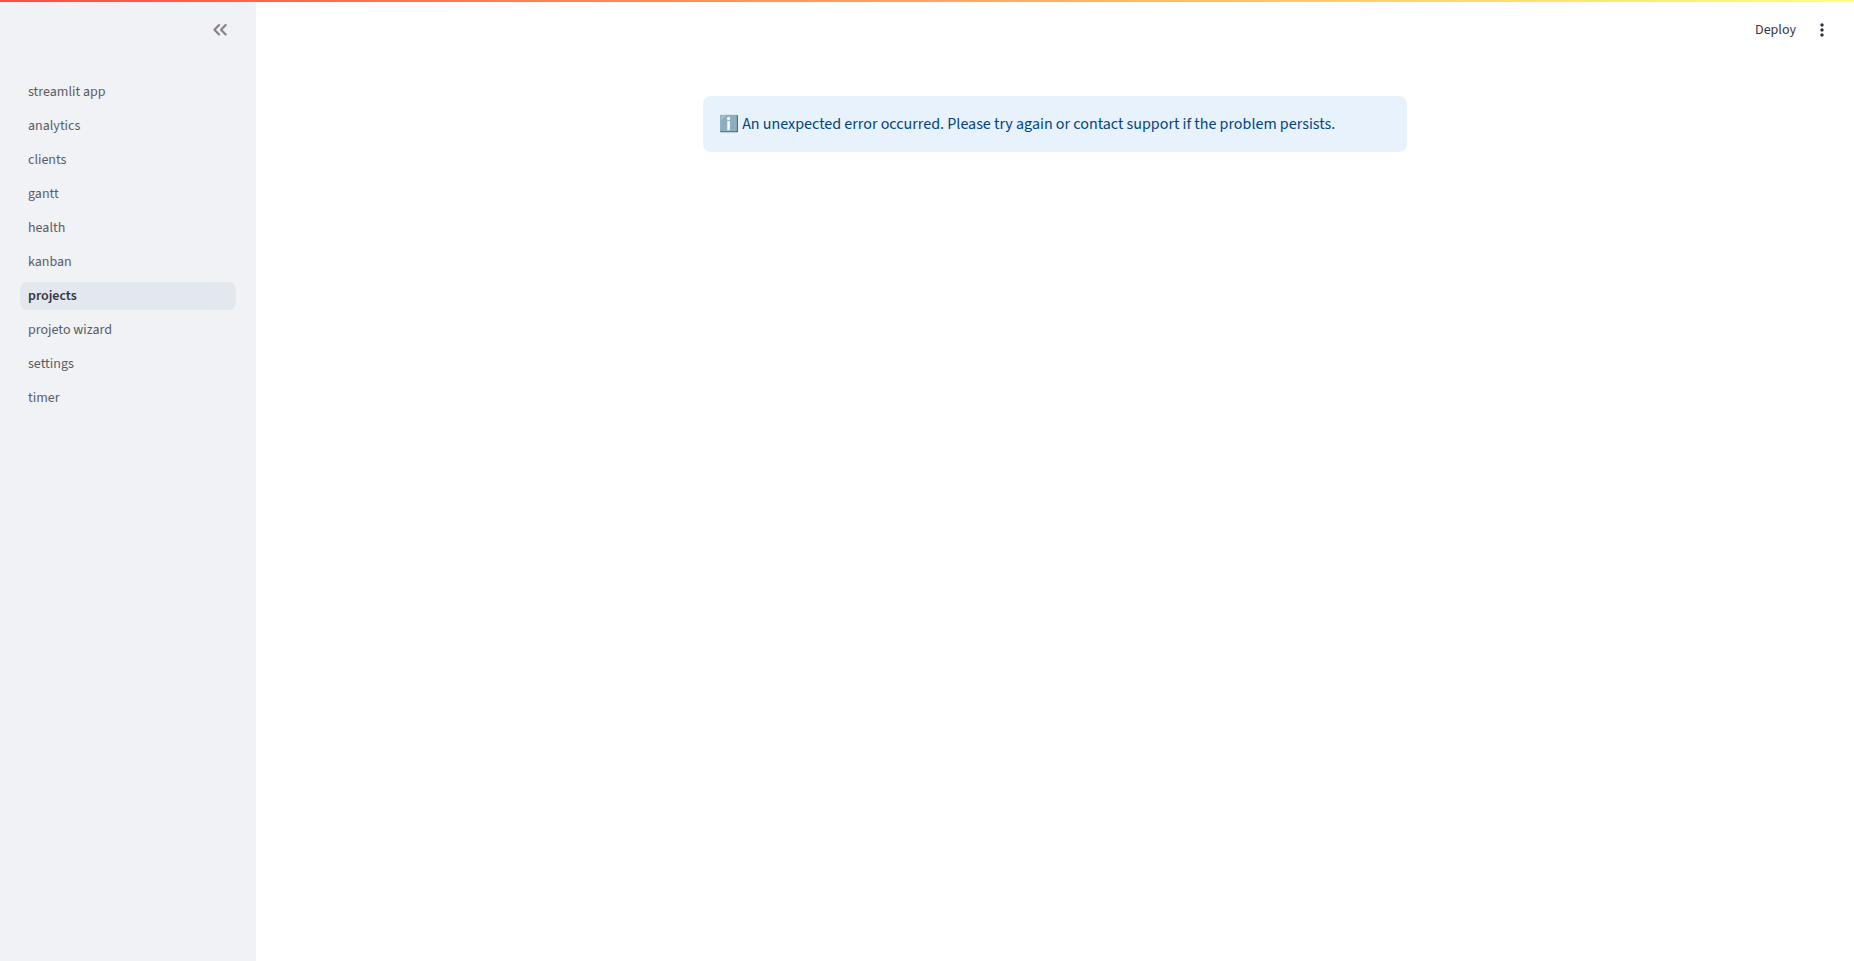 Deploy
streamlit app
analytics
clients
gantt
health
kanban
projects
projeto wizard
settings
timer
ℹ️ An unexpected error occurred. Please try again or contact support if the problem persists.